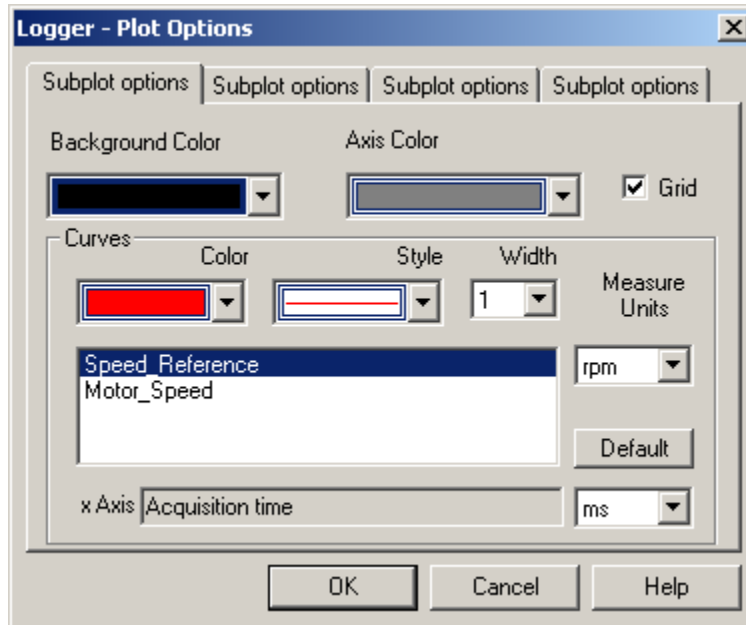 Logger - Plot Options
Subplot options Subplot options Subplot options Subplot options
Background Color Axis Color
Grid
Curves
Color Style Width
Measure
Units
1
Speed_Reference
rpm
Motor_Speed
Default
x Axis Acquisition time ms
OK Cancel Help